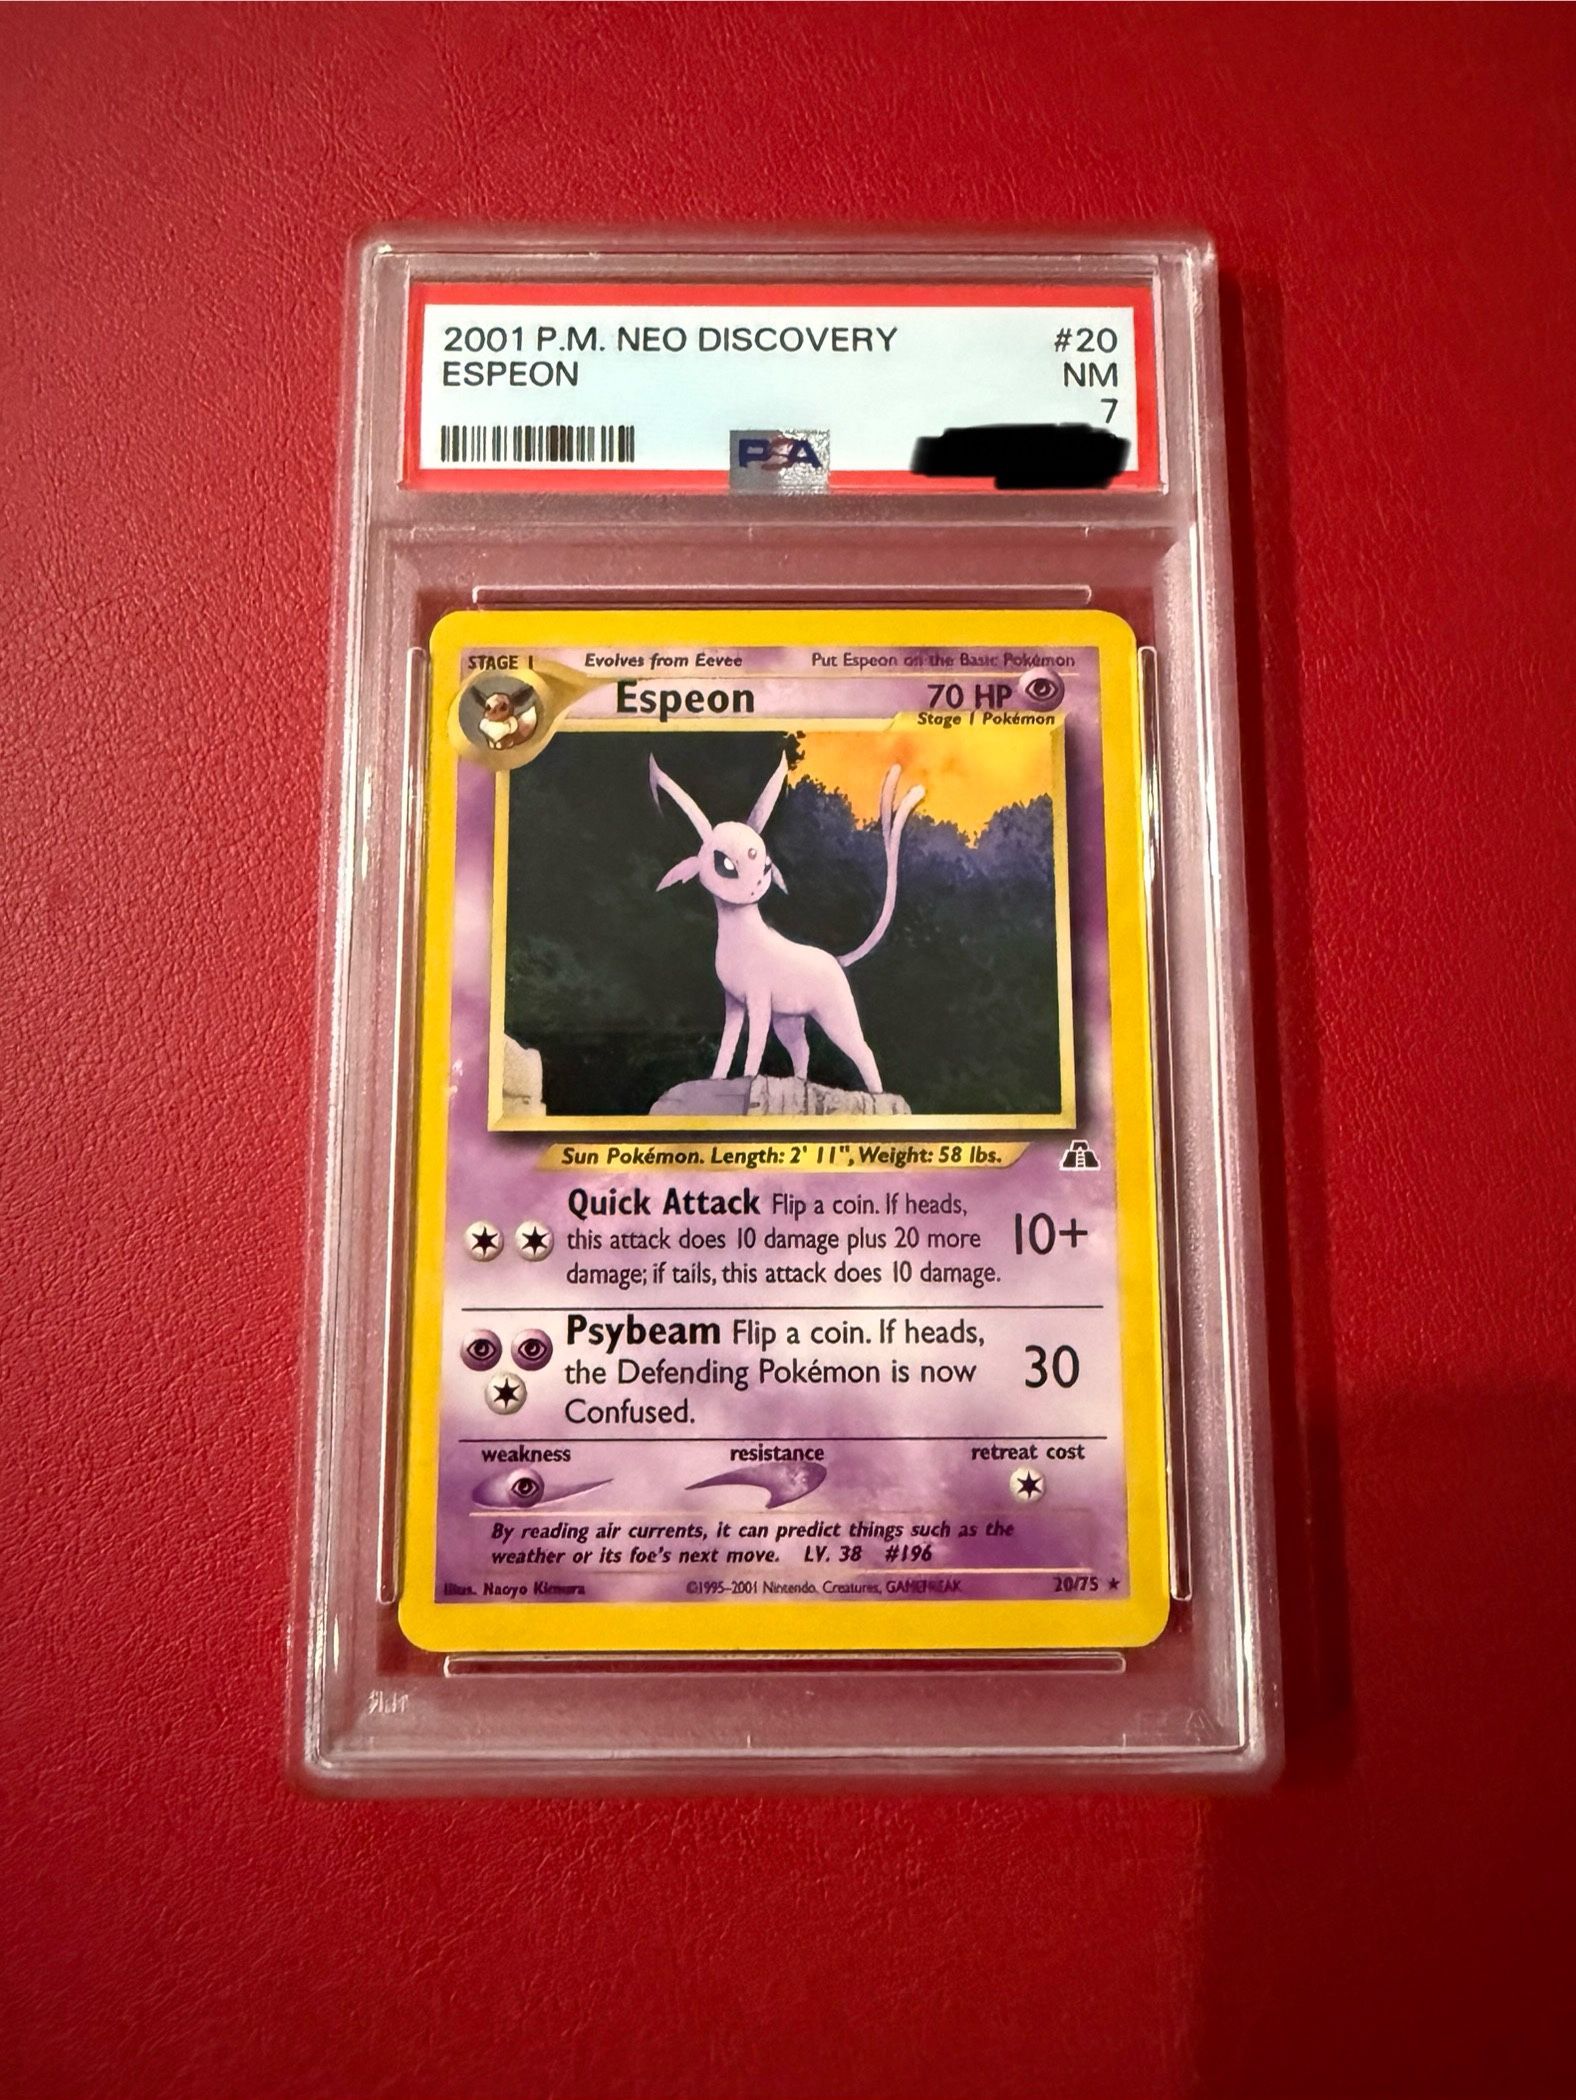 2001 P.M. NEO DISCOVERY #20
ESPEON NM
7
PSA
STAGE 1 Evolves from Eevee Put Espeon on the Basic Pokémon
Espeon 70 HP
Stage 1 Pokémon
Sun Pokémon. Length: 2' 11", Weight: 58 lbs.
Quick Attack Flip a coin. If heads,
this attack does 10 damage plus 20 more 10+
damage; if tails, this attack does 10 damage.
Psybeam Flip a coin. If heads,
the Defending Pokémon is now 30
Confused.
weakness resistance retreat cost
By reading air currents, it can predict things such as the
weather or its foe's next move. LV. 38 #196
Illus. Naoyo Kimura ©1995–2001 Nintendo, Creatures, GAMEFREAK 20/75